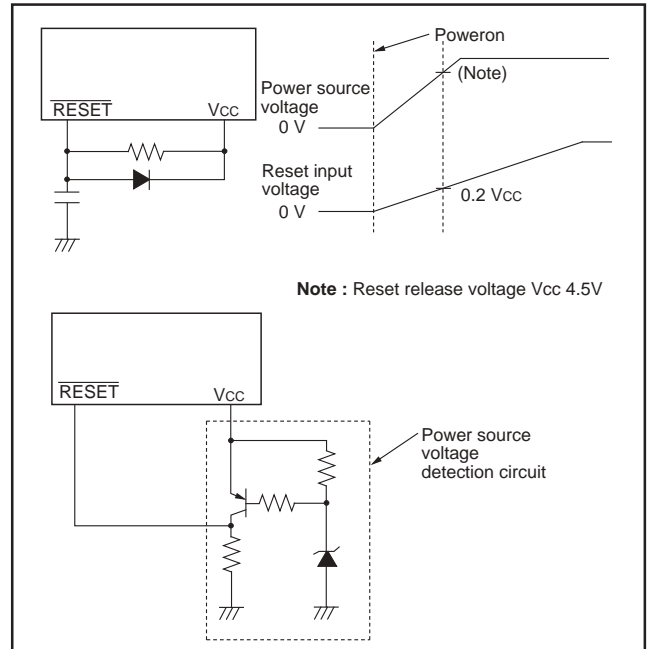 RESET
VCC
Poweron
(Note)
Power source
voltage
0 V
Reset input
voltage
0 V
0.2 VCC
Note : Reset release voltage Vcc 4.5V
RESET
VCC
Power source
voltage
detection circuit